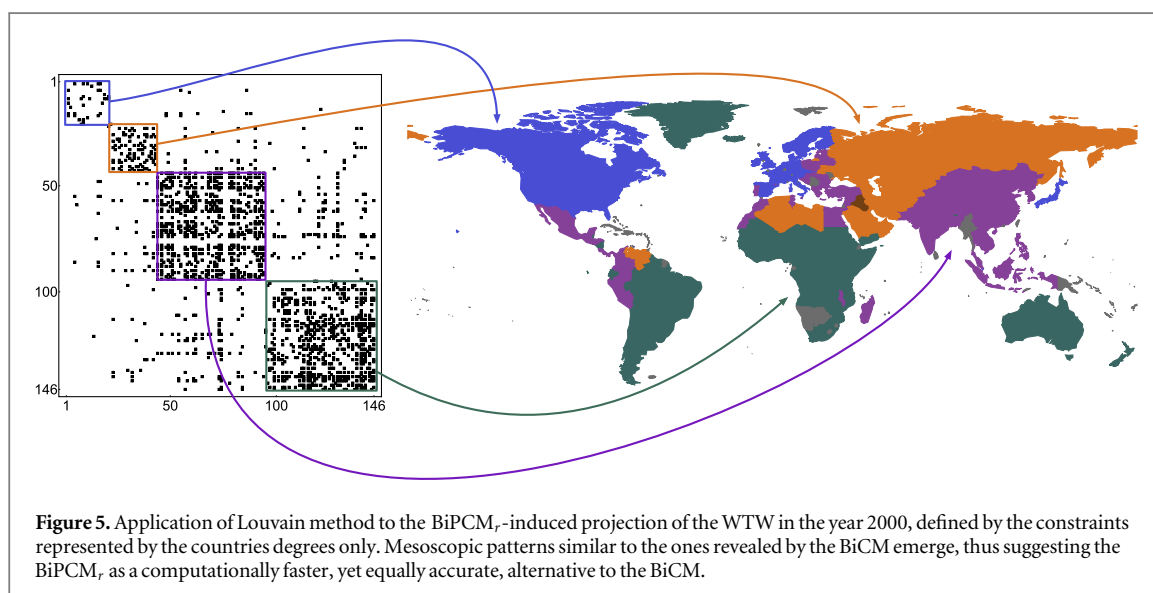 1
50
100
146
1
50
100
146
Figure 5. Application of Louvain method to the BiPCMr-induced projection of the WTW in the year 2000, defined by the constraints
represented by the countries degrees only. Mesoscopic patterns similar to the ones revealed by the BiCM emerge, thus suggesting the
BiPCMr as a computationally faster, yet equally accurate, alternative to the BiCM.